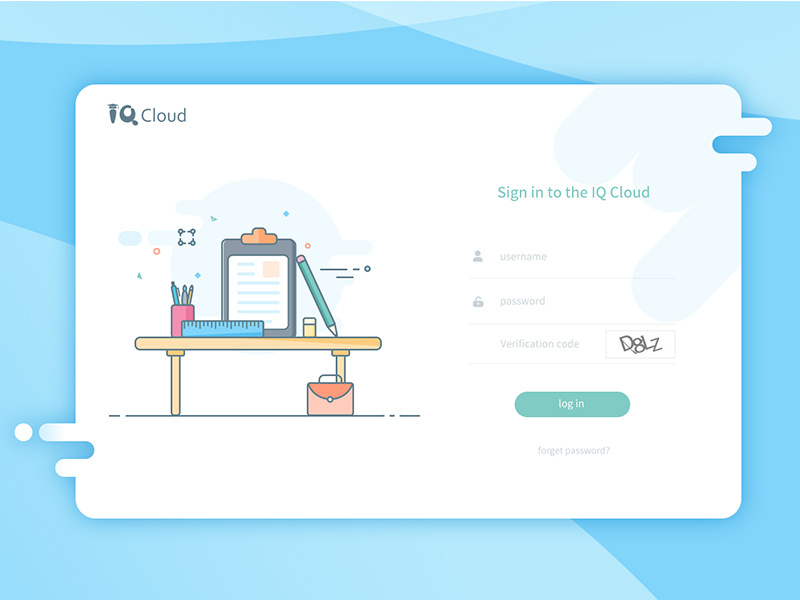 IQ Cloud
Sign in to the IQ Cloud
username
password
Verification code
D8Lz
log in
forget password?